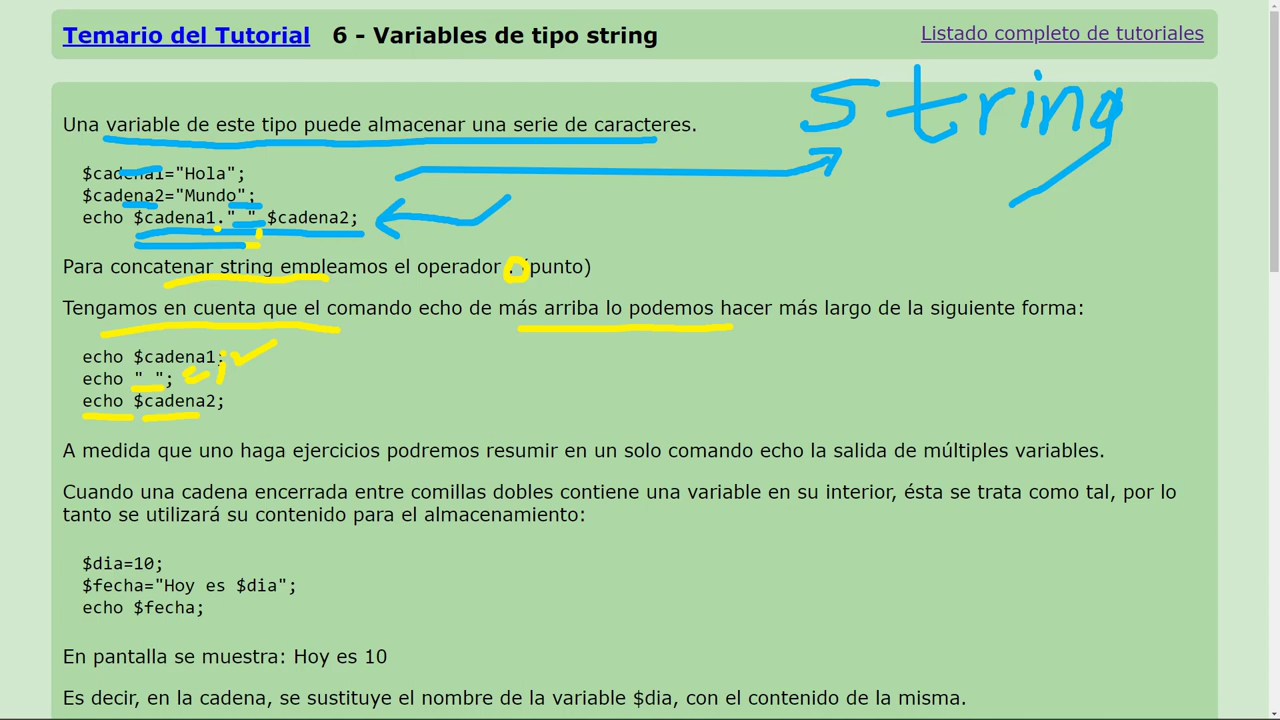 Temario del Tutorial 6 - Variables de tipo string Listado completo de tutoriales
string
Una variable de este tipo puede almacenar una serie de caracteres.
$cadena1="Hola";
$cadena2="Mundo";
echo $cadena1." " $cadena2;
Para concatenar string empleamos el operador . (punto)
Tengamos en cuenta que el comando echo de más arriba lo podemos hacer más largo de la siguiente forma:
echo $cadena1;
echo " ";
echo $cadena2;
A medida que uno haga ejercicios podremos resumir en un solo comando echo la salida de múltiples variables.
Cuando una cadena encerrada entre comillas dobles contiene una variable en su interior, ésta se trata como tal, por lo
tanto se utilizará su contenido para el almacenamiento:
$dia=10;
$fecha="Hoy es $dia";
echo $fecha;
En pantalla se muestra: Hoy es 10
Es decir, en la cadena, se sustituye el nombre de la variable $dia, con el contenido de la misma.